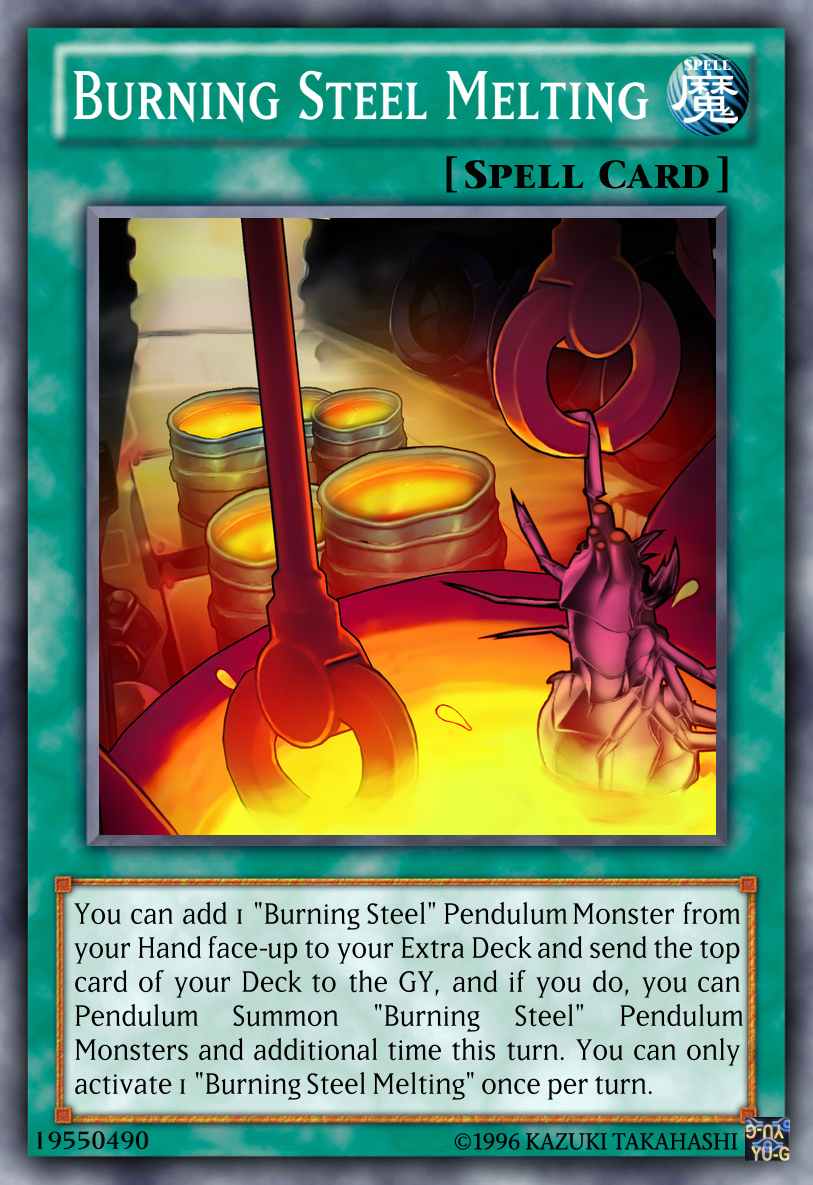 BURNING STEEL MELTING
SPELL
魔
[SPELL CARD]
You can add 1 "Burning Steel" Pendulum Monster from
your Hand face-up to your Extra Deck and send the top
card of your Deck to the GY, and if you do, you can
Pendulum Summon "Burning Steel" Pendulum
Monsters and additional time this turn. You can only
activate 1 "Burning Steel Melting" once per turn.
19550490
©1996 KAZUKI TAKAHASHI
YU-G
YU-G